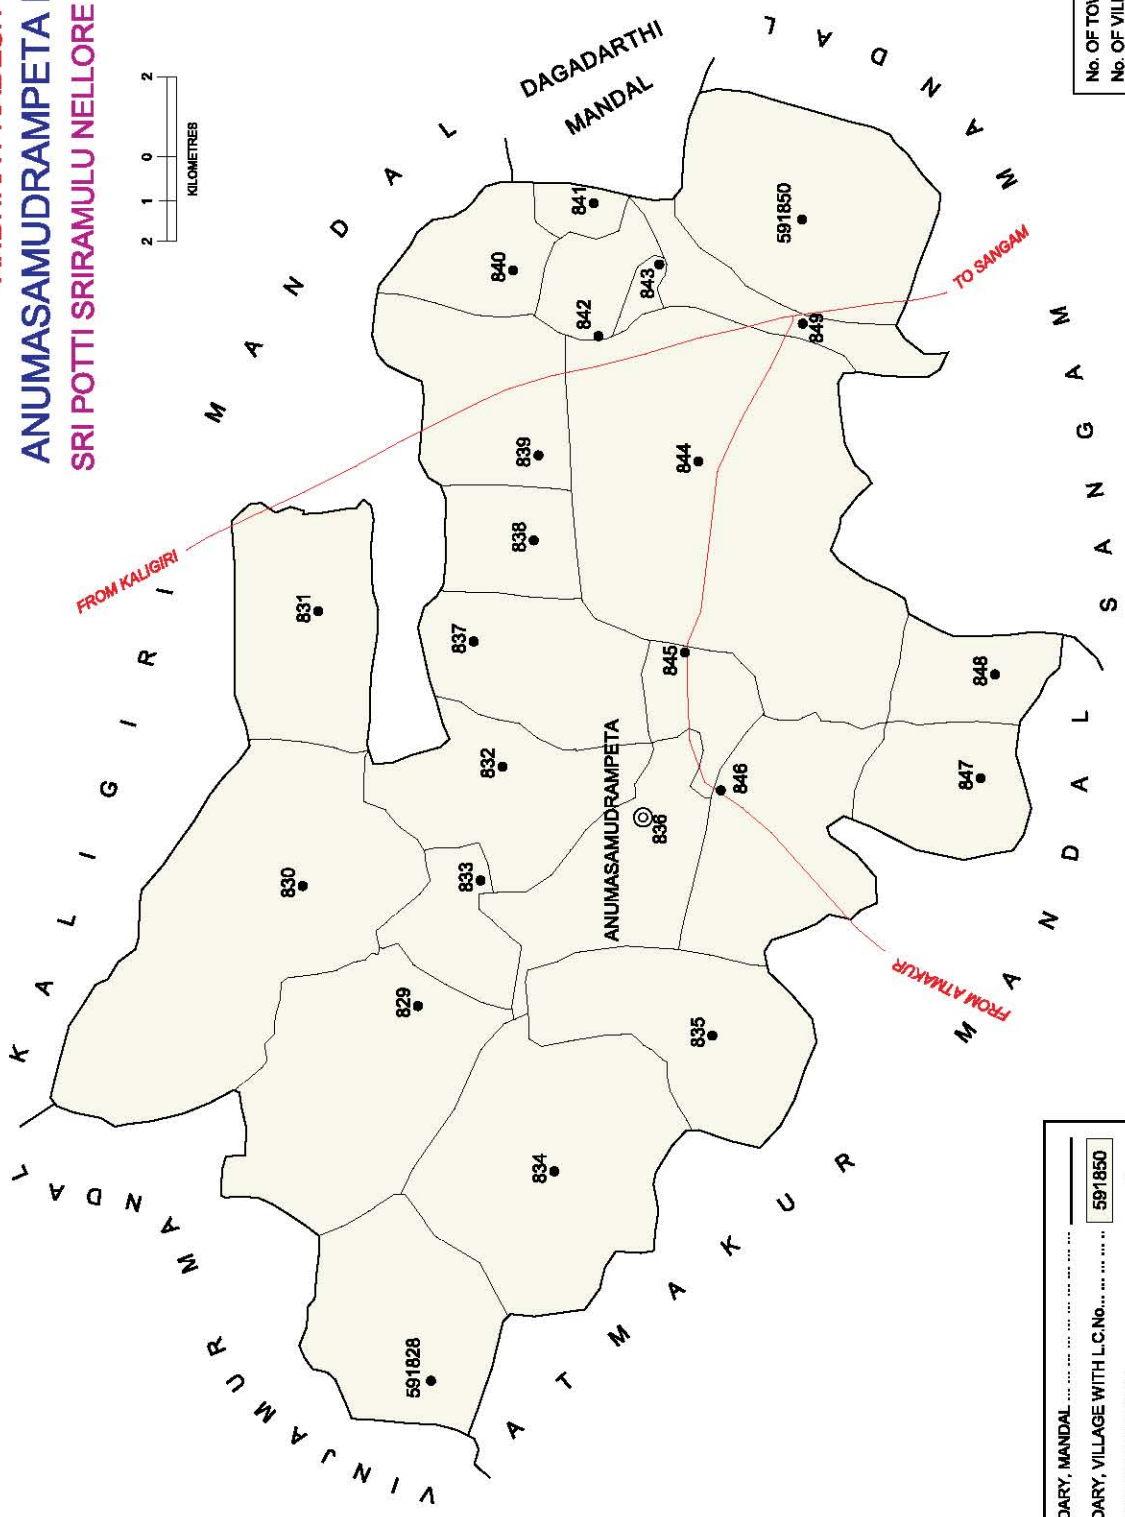 ANUMASAMUDRAMPETA
SRI POTTI SRIRAMULU NELLORE
2 1 0 2
KILOMETRES
KALIGIRI MANDAL
DAGADARTHI
MANDAL
VINJAMUR MANDAL
ATMAKUR MANDAL
SANGAM MANDAL
FROM KALIGIRI
TO SANGAM
FROM ATMAKUR
591828
829
830
831
832
833
834
835
ANUMASAMUDRAMPETA
836
837
838
839
840
841
842
843
844
845
846
847
848
849
591850
DARY, MANDAL
DARY, VILLAGE WITH L.C.No.
591850
No. OF TOW
No. OF VILL